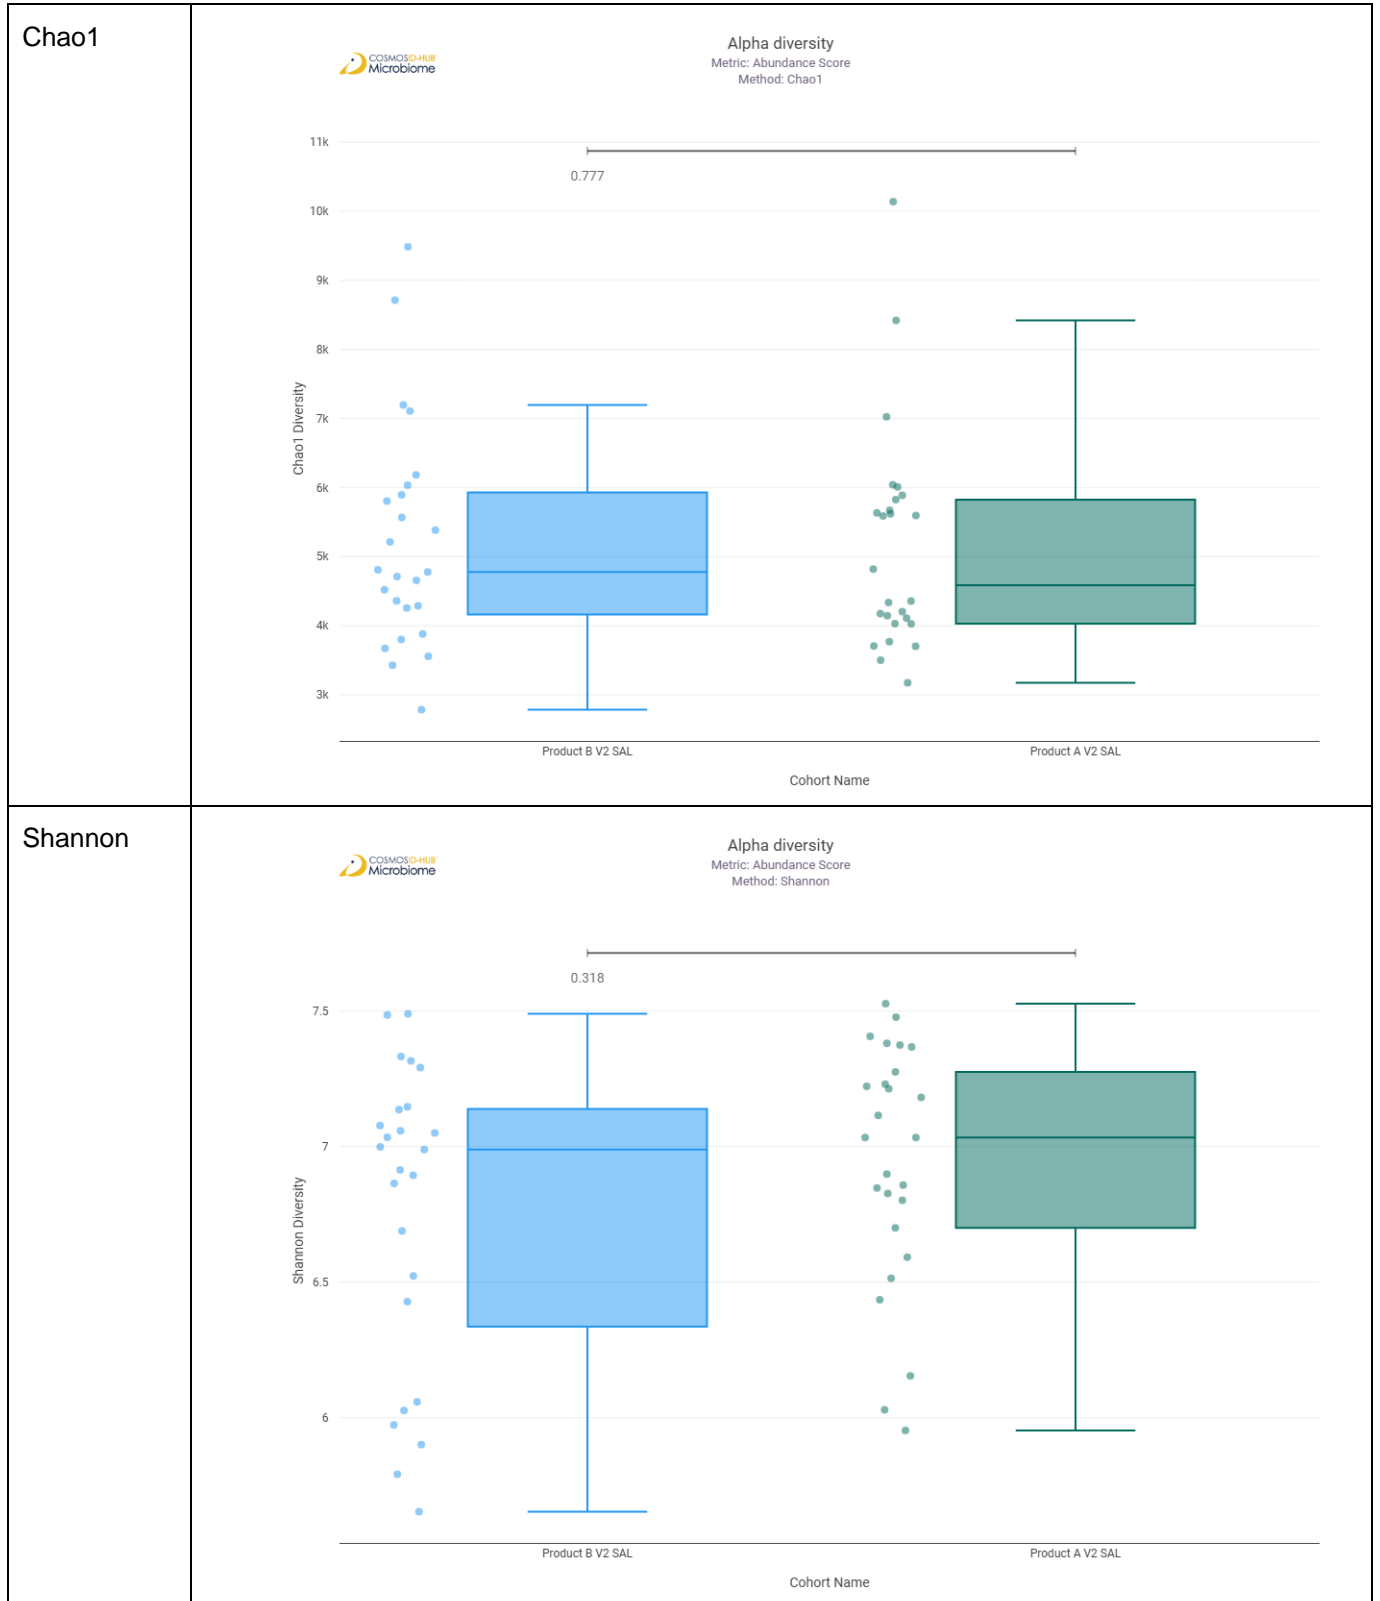 Chao1
COSMOSID-HUB
Microbiome
Alpha diversity
Metric: Abundance Score
Method: Chao1
11k
0.777
10k
9k
8k
Chao1 Diversity
7k
6k
5k
4k
3k
Product B V2 SAL
Product A V2 SAL
Cohort Name
Shannon
COSMOSID-HUB
Microbiome
Alpha diversity
Metric: Abundance Score
Method: Shannon
0.318
7.5
7
Shannon Diversity
6.5
6
Product B V2 SAL
Product A V2 SAL
Cohort Name